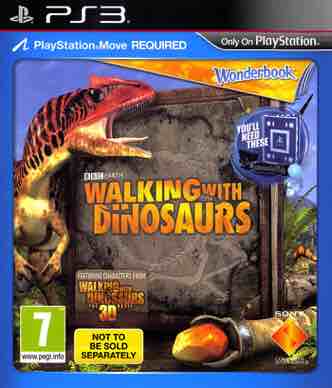 PS3
PlayStation®Move REQUIRED
Only On PlayStation®
Wonderbook
YOU'LL
NEED
THESE
BBC EARTH
WALKING WITH
DINOSAURS
FEATURING CHARACTERS FROM
WALKING WITH
DINOSAURS
3D
7
www.pegi.info
NOT TO
BE SOLD
SEPARATELY
SONY